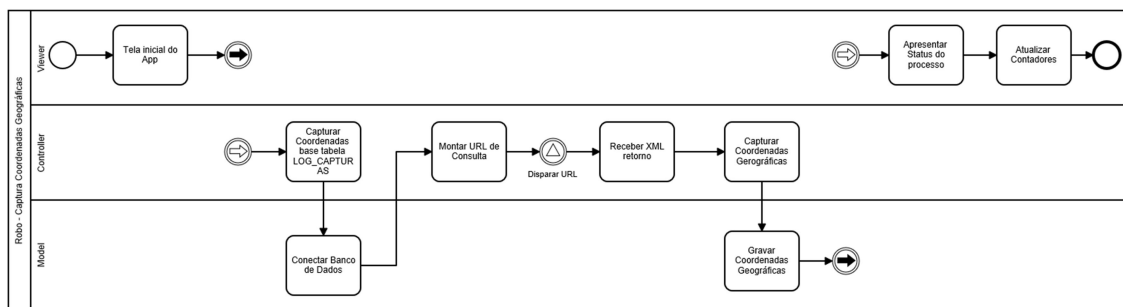 Robo - Captura Coordenadas Geográficas
Viewer
Tela inicial do
App
Apresentar
Status do
processo
Atualizar
Contadores
Controller
Capturar
Coordenadas
base tabela
LOG_CAPTUR
AS
Montar URL de
Consulta
Disparar URL
Receber XML
retorno
Capturar
Coordenadas
Gerográficas
Model
Conectar Banco
de Dados
Gravar
Coordenadas
Geográficas